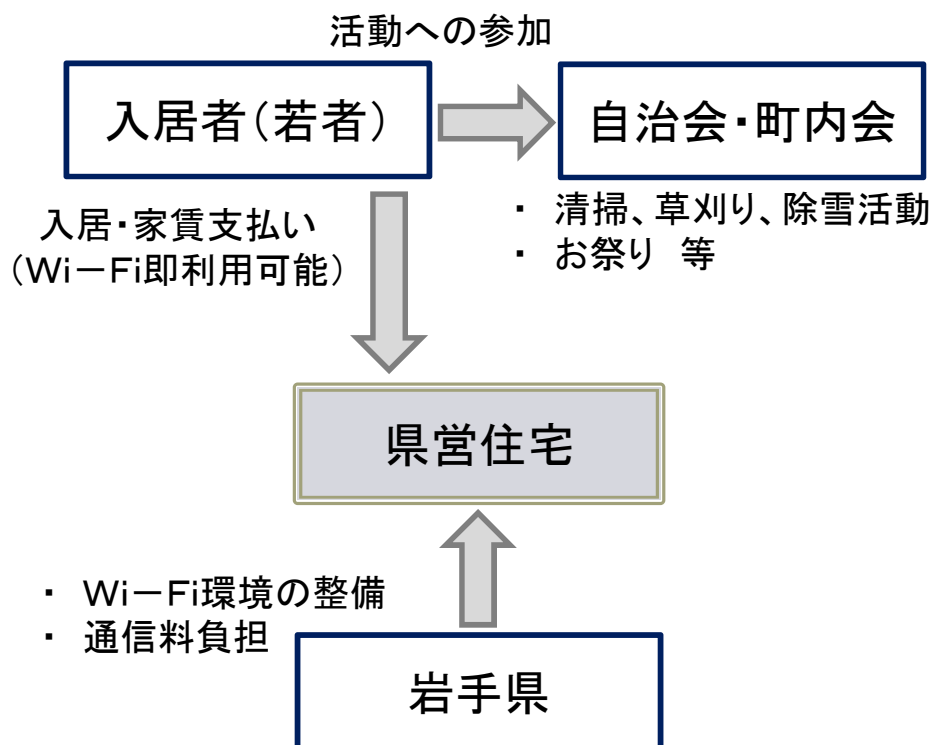 活動への参加
入居者(若者)
自治会・町内会
入居・家賃支払い
(Wi-Fi即利用可能)
・ 清掃、草刈り、除雪活動
・ お祭り 等
県営住宅
・ Wi-Fi環境の整備
・ 通信料負担
岩手県